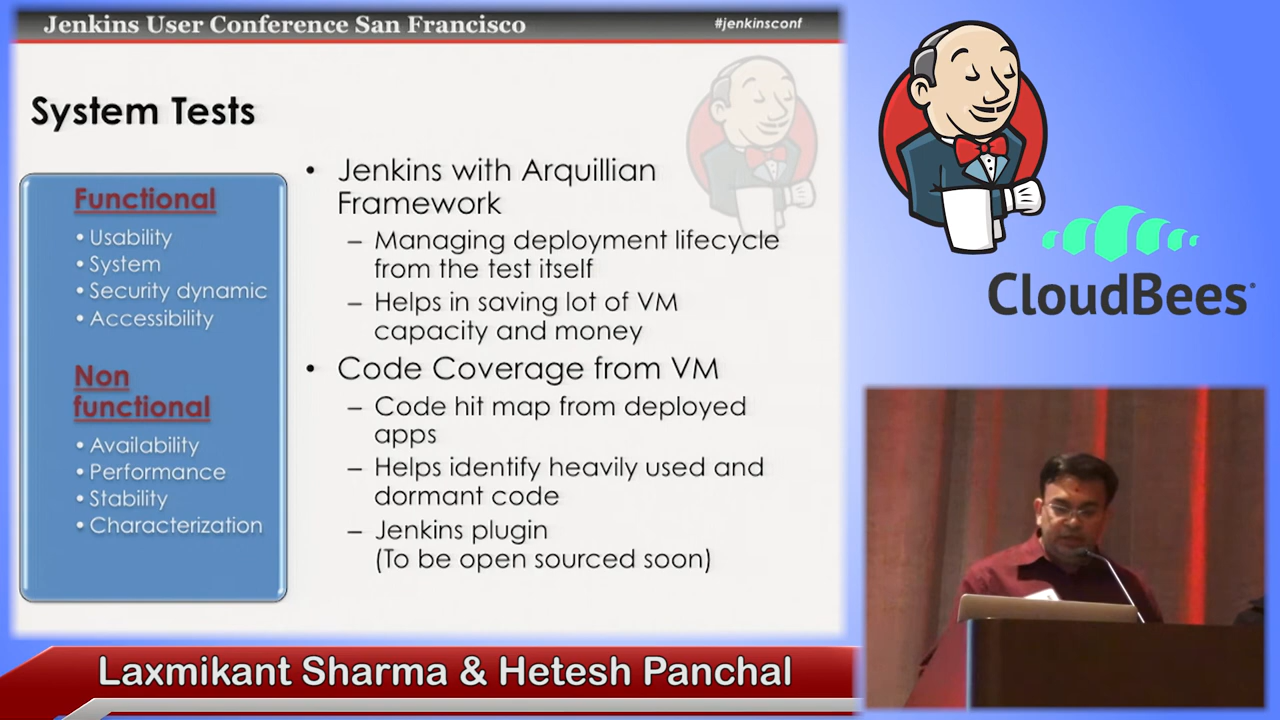 Jenkins User Conference San Francisco
#jenkinsconf
System Tests
Functional
• Usability
• System
• Security dynamic
• Accessibility
Non
functional
• Availability
• Performance
• Stability
• Characterization
• Jenkins with Arquillian
Framework
– Managing deployment lifecycle
from the test itself
– Helps in saving lot of VM
capacity and money
• Code Coverage from VM
– Code hit map from deployed
apps
– Helps identify heavily used and
dormant code
– Jenkins plugin
(To be open sourced soon)
CloudBees
Laxmikant Sharma & Hetesh Panchal